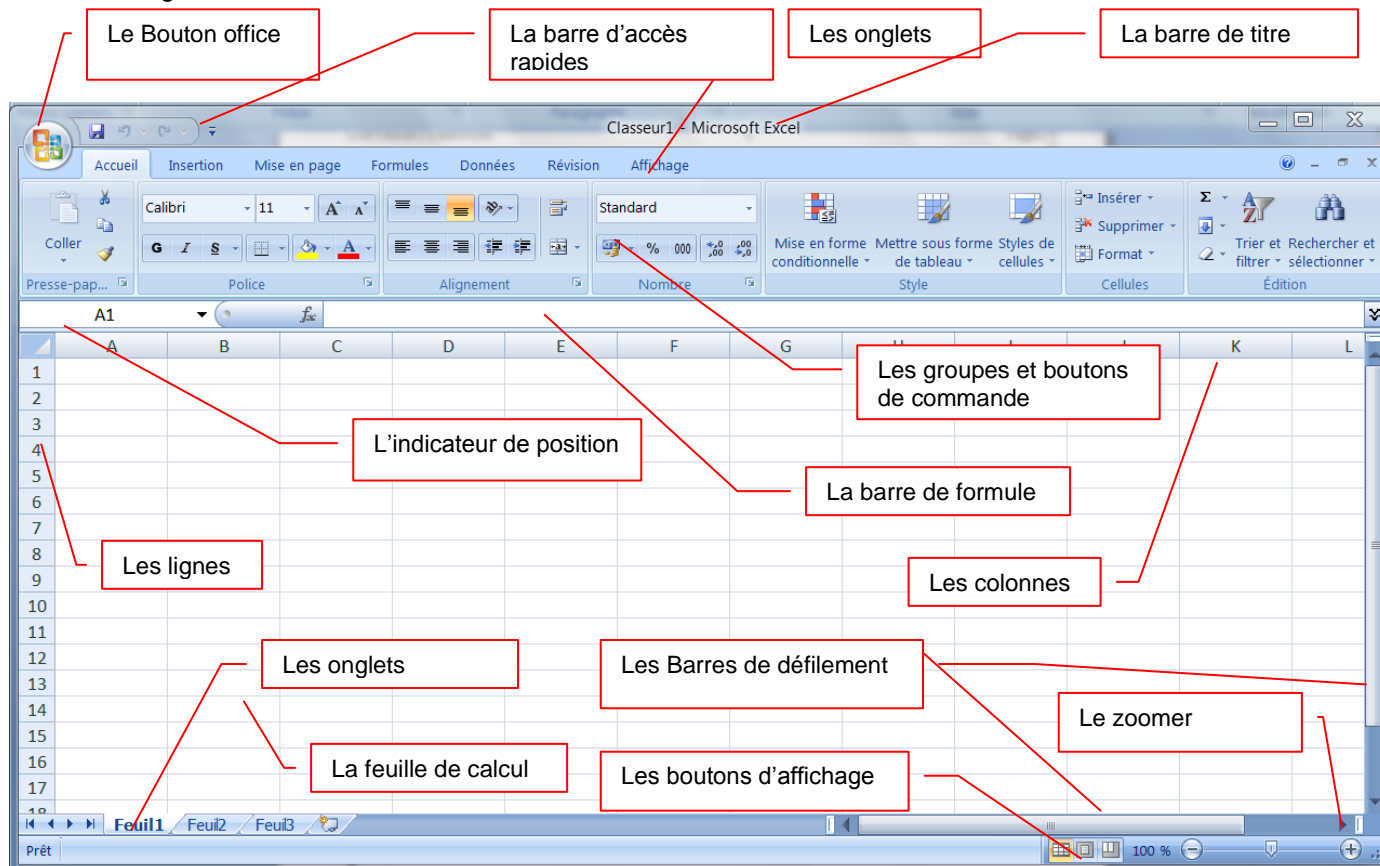 Le Bouton office
La barre d'accès
rapides
Les onglets
La barre de titre
Classeur1 - Microsoft Excel
Accueil Insertion Mise en page Formules Données Révision Affichage
Calibri 11 Standard Insérer Σ
Supprimer
Coller G I S A % 000 Mise en forme Mettre sous forme Styles de Format Trier et Rechercher et
conditionnelle de tableau cellules filtrer sélectionner
Presse-pap... Police Alignement Nombre Style Cellules Édition
A1 fx
A B C D E F G K L
1
2
3
4
5
6
7
8
9
10
11
12
13
14
15
16
17
18
Les groupes et boutons
de commande
L'indicateur de position
La barre de formule
Les lignes
Les colonnes
Les onglets
Les Barres de défilement
Le zoomer
La feuille de calcul
Les boutons d'affichage
Feuil1 Feuil2 Feuil3
Prêt 100 %